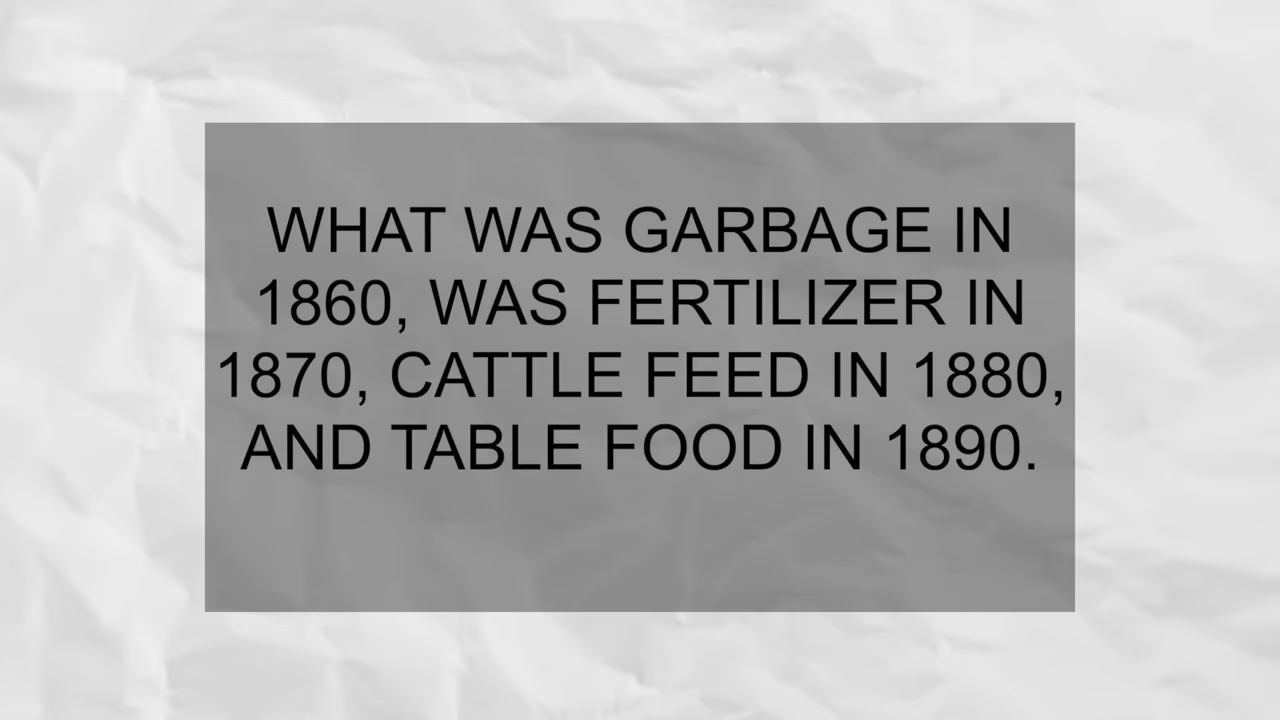 WHAT WAS GARBAGE IN
1860, WAS FERTILIZER IN
1870, CATTLE FEED IN 1880,
AND TABLE FOOD IN 1890.